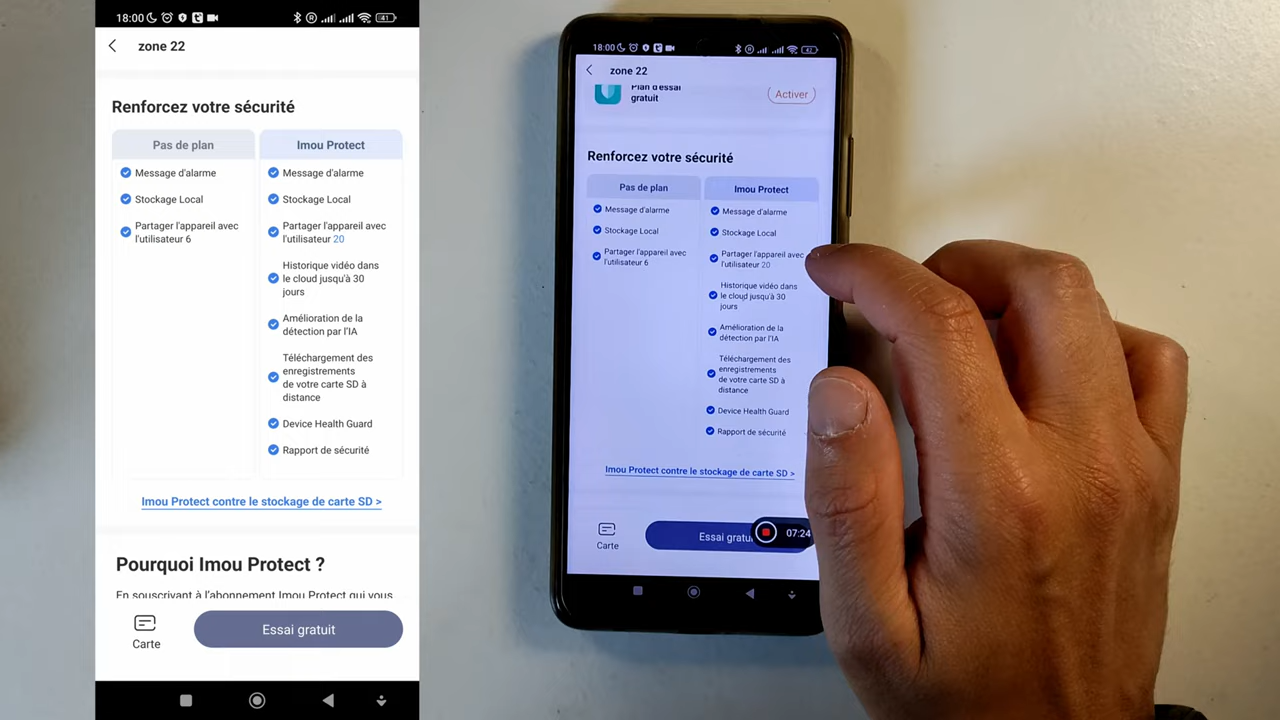 18:00
41
zone 22
Renforcez votre sécurité
Pas de plan
Imou Protect
Message d'alarme
Message d'alarme
Stockage Local
Stockage Local
Partager l'appareil avec
l'utilisateur 6
Partager l'appareil avec
l'utilisateur 20
Historique vidéo dans
le cloud jusqu'à 30
jours
Amélioration de la
détection par l'IA
Téléchargement des
enregistrements
de votre carte SD à
distance
Device Health Guard
Rapport de sécurité
Imou Protect contre le stockage de carte SD >
Pourquoi Imou Protect ?
En souscrivant à l'abonnement Imou Protect qui vous
Carte
Essai gratuit
18:00
42
zone 22
Plan d'essai
gratuit
Activer
Renforcez votre sécurité
Pas de plan
Imou Protect
Message d'alarme
Message d'alarme
Stockage Local
Stockage Local
Partager l'appareil avec
l'utilisateur 6
Partager l'appareil avec
l'utilisateur 20
Historique vidéo dans
le cloud jusqu'à 30
jours
Amélioration de la
détection par l'IA
Téléchargement des
enregistrements
de votre carte SD à
distance
Device Health Guard
Rapport de sécurité
Imou Protect contre le stockage de carte SD >
Carte
Essai gratu
07:24